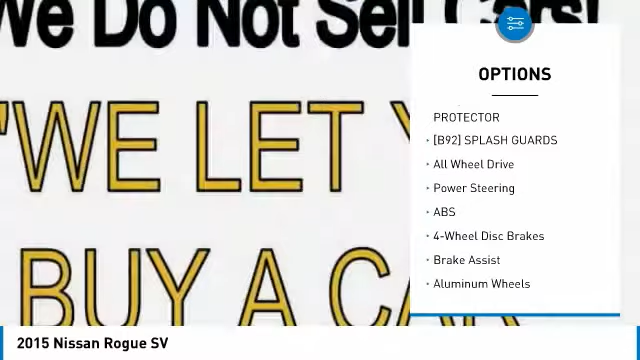 We Do Not Sell Cars!
"WE LET
BUY A
OPTIONS
PROTECTOR
[B92] SPLASH GUARDS
All Wheel Drive
Power Steering
ABS
4-Wheel Disc Brakes
Brake Assist
Aluminum Wheels
2015 Nissan Rogue SV